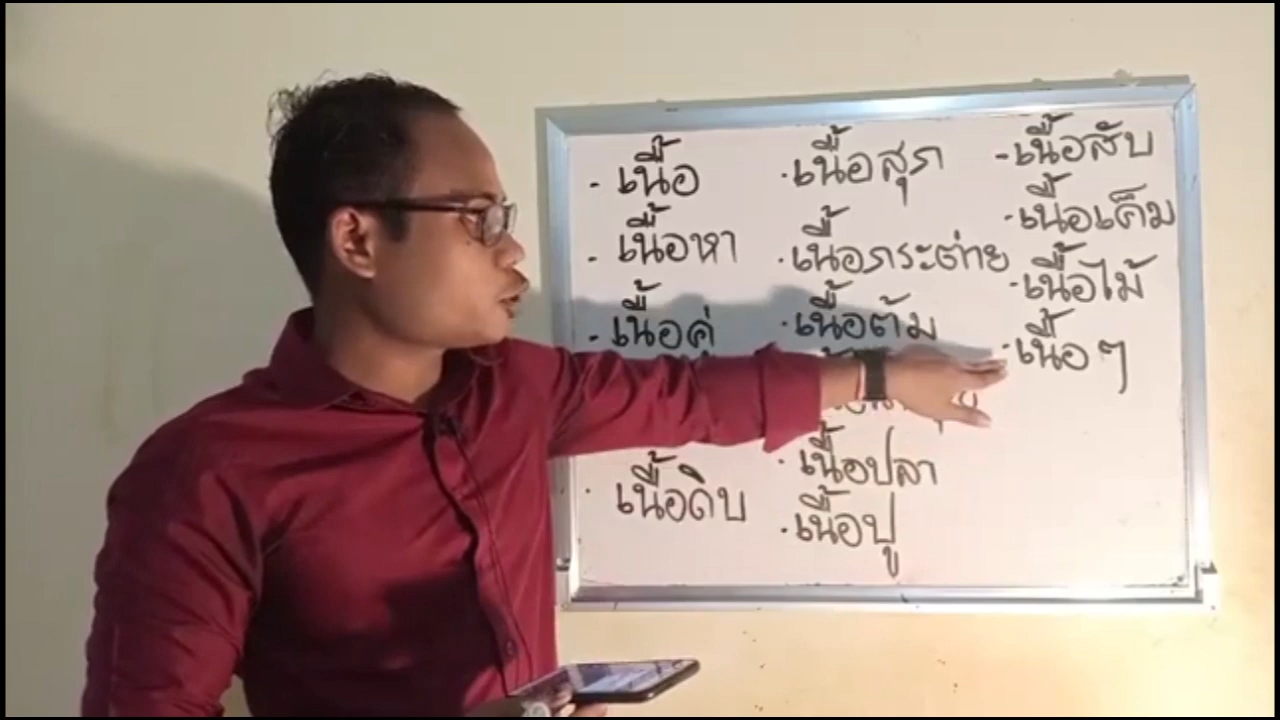 - เนื้อ
- เนื้อหา
- เนื้อคู่
· เนื้อดิบ
· เนื้อสุก
· เนื้อกระต่าย
· เนื้อต้ม
· เนื้อปลา
· เนื้อปู
- เนื้อสับ
· เนื้อเค็ม
· เนื้อไม้
· เนื้อๆ